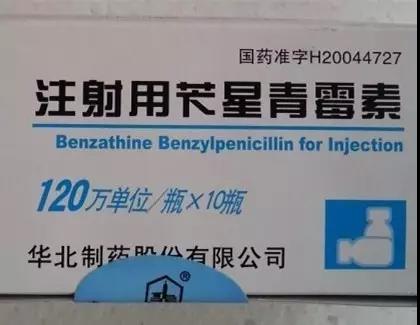 国药准字H20044727
注射用苄星青霉素
Benzathine Benzylpenicillin for Injection
120万单位/瓶×10瓶
华北制药股份有限公司
®